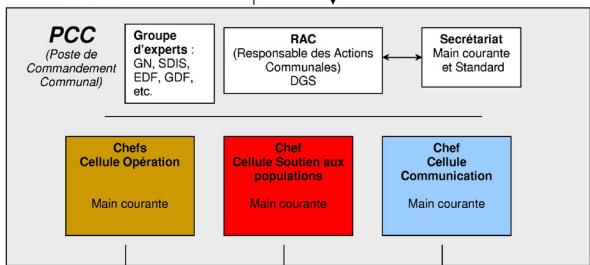 PCC
(Poste de
Commandement
Communal)
Groupe
d'experts :
GN, SDIS,
EDF, GDF,
etc.
RAC
(Responsable des Actions
Communales)
DGS
Secrétariat
Main courante
et Standard
Chefs
Cellule Opération
Main courante
Chef
Cellule Soutien aux
populations
Main courante
Chef
Cellule
Communication
Main courante